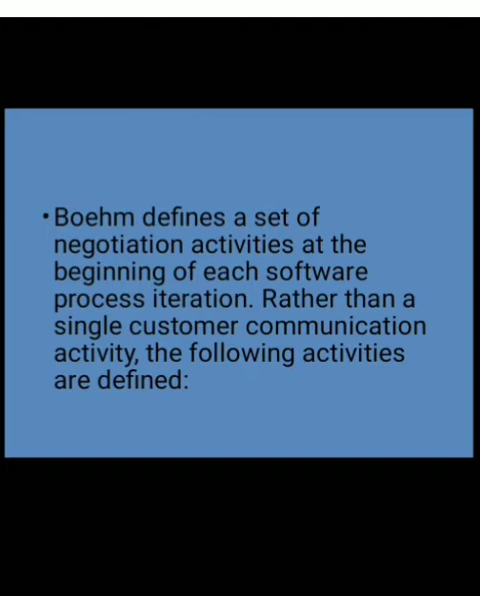 • Boehm defines a set of
negotiation activities at the
beginning of each software
process iteration. Rather than a
single customer communication
activity, the following activities
are defined: